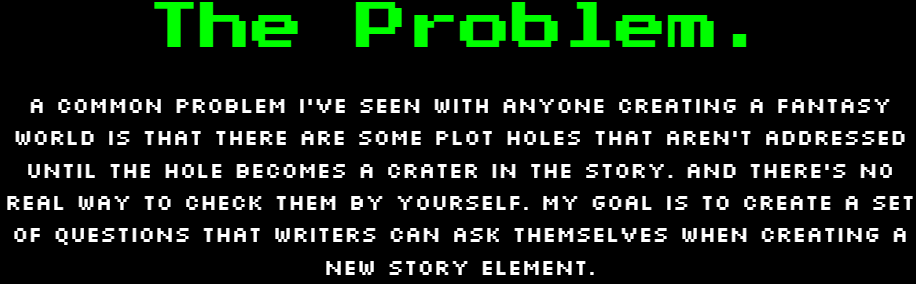 The Problem.
A COMMON PROBLEM I'VE SEEN WITH ANYONE CREATING A FANTASY
WORLD IS THAT THERE ARE SOME PLOT HOLES THAT AREN'T ADDRESSED
UNTIL THE HOLE BECOMES A CRATER IN THE STORY. AND THERE'S NO
REAL WAY TO CHECK THEM BY YOURSELF. MY GOAL IS TO CREATE A SET
OF QUESTIONS THAT WRITERS CAN ASK THEMSELVES WHEN CREATING A
NEW STORY ELEMENT.